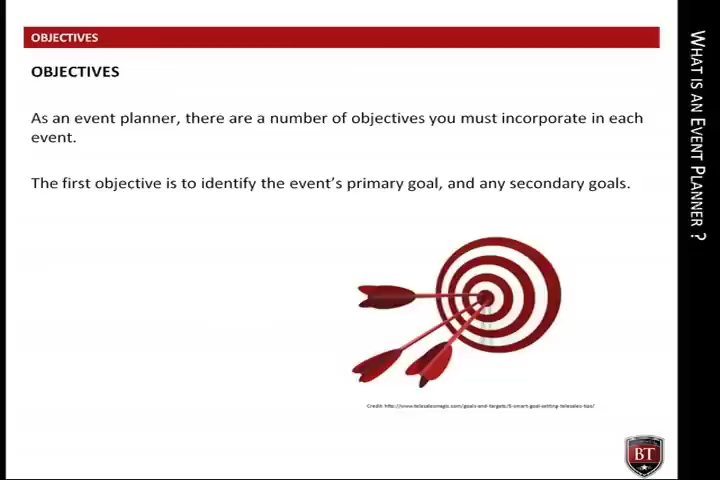 OBJECTIVES
OBJECTIVES
As an event planner, there are a number of objectives you must incorporate in each
event.
The first objective is to identify the event's primary goal, and any secondary goals.
Credit: http://www.telesalesmagic.com/goals-and-targets/5-smart-goal-setting-telesales-tips/
BT
WHAT IS AN EVENT PLANNER ?